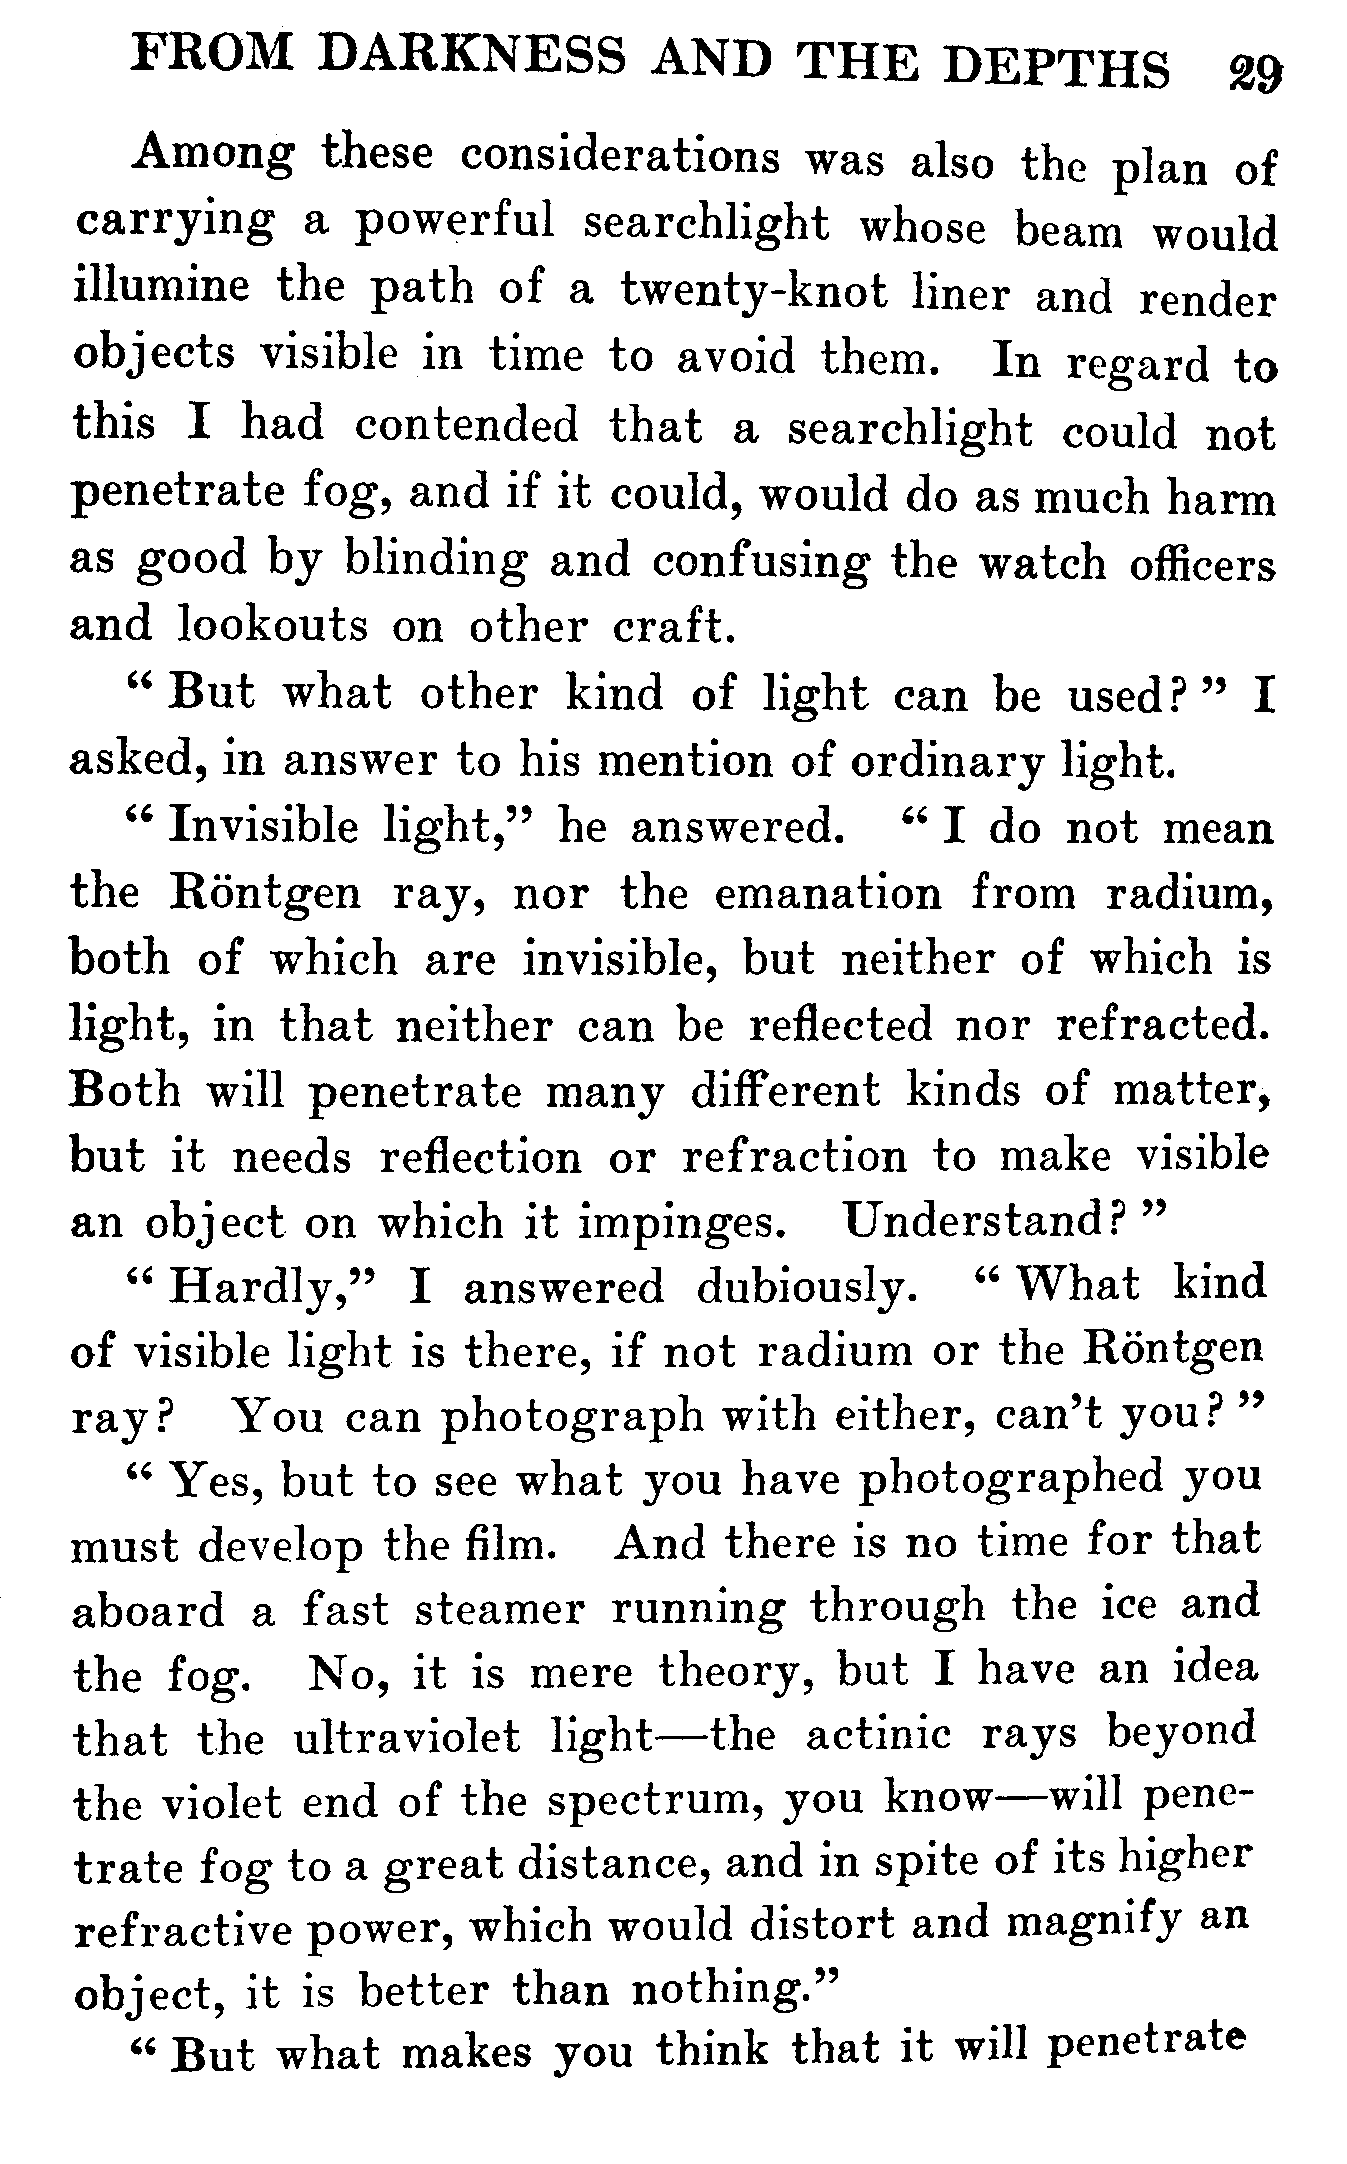 FROM DARKNESS AND THE DEPTHS 29
Among these considerations was also the plan of
carrying a powerful searchlight whose beam would
illumine the path of a twenty-knot liner and render
objects visible in time to avoid them. In regard to
this I had contended that a searchlight could not
penetrate fog, and if it could, would do as much harm
as good by blinding and confusing the watch officers
and lookouts on other craft.
“ But what other kind of light can be used? ” I
asked, in answer to his mention of ordinary light.
“ Invisible light,” he answered. “ I do not mean
the Röntgen ray, nor the emanation from radium,
both of which are invisible, but neither of which is
light, in that neither can be reflected nor refracted.
Both will penetrate many different kinds of matter,
but it needs reflection or refraction to make visible
an object on which it impinges. Understand? ”
“ Hardly,” I answered dubiously. “ What kind
of visible light is there, if not radium or the Röntgen
ray? You can photograph with either, can’t you? ”
“ Yes, but to see what you have photographed you
must develop the film. And there is no time for that
aboard a fast steamer running through the ice and
the fog. No, it is mere theory, but I have an idea
that the ultraviolet light—the actinic rays beyond
the violet end of the spectrum, you know—will pene-
trate fog to a great distance, and in spite of its higher
refractive power, which would distort and magnify an
object, it is better than nothing.”
“ But what makes you think that it will penetrate